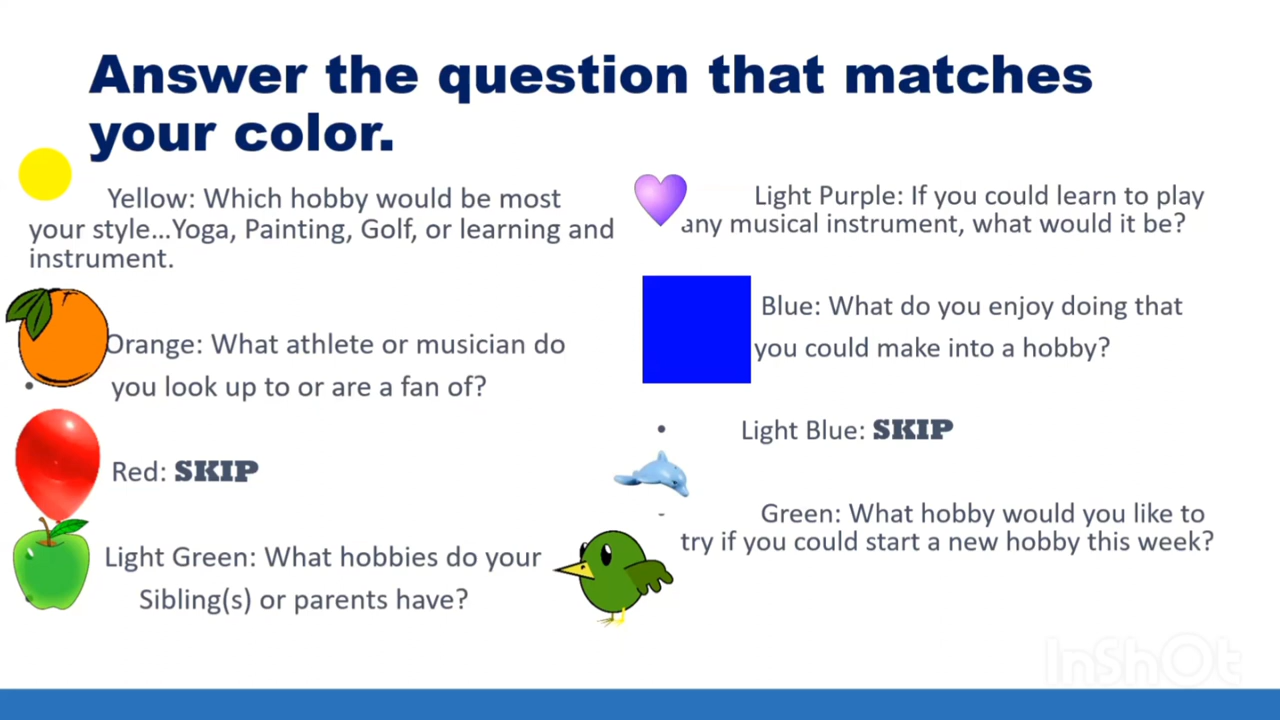 Answer the question that matches
your color.
Yellow: Which hobby would be most
your style...Yoga, Painting, Golf, or learning and
instrument.
Orange: What athlete or musician do
• you look up to or are a fan of?
Red: SKIP
Light Green: What hobbies do your
Sibling(s) or parents have?
Light Purple: If you could learn to play
any musical instrument, what would it be?
Blue: What do you enjoy doing that
you could make into a hobby?
• Light Blue: SKIP
- Green: What hobby would you like to
try if you could start a new hobby this week?
InShOt